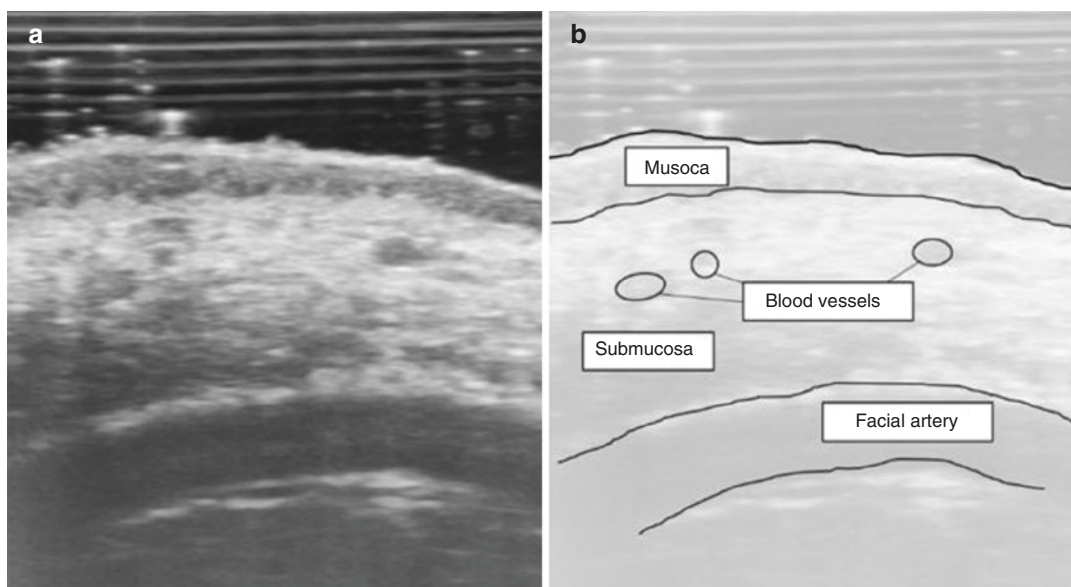 a
b
Musoca
Blood vessels
Submucosa
Facial artery